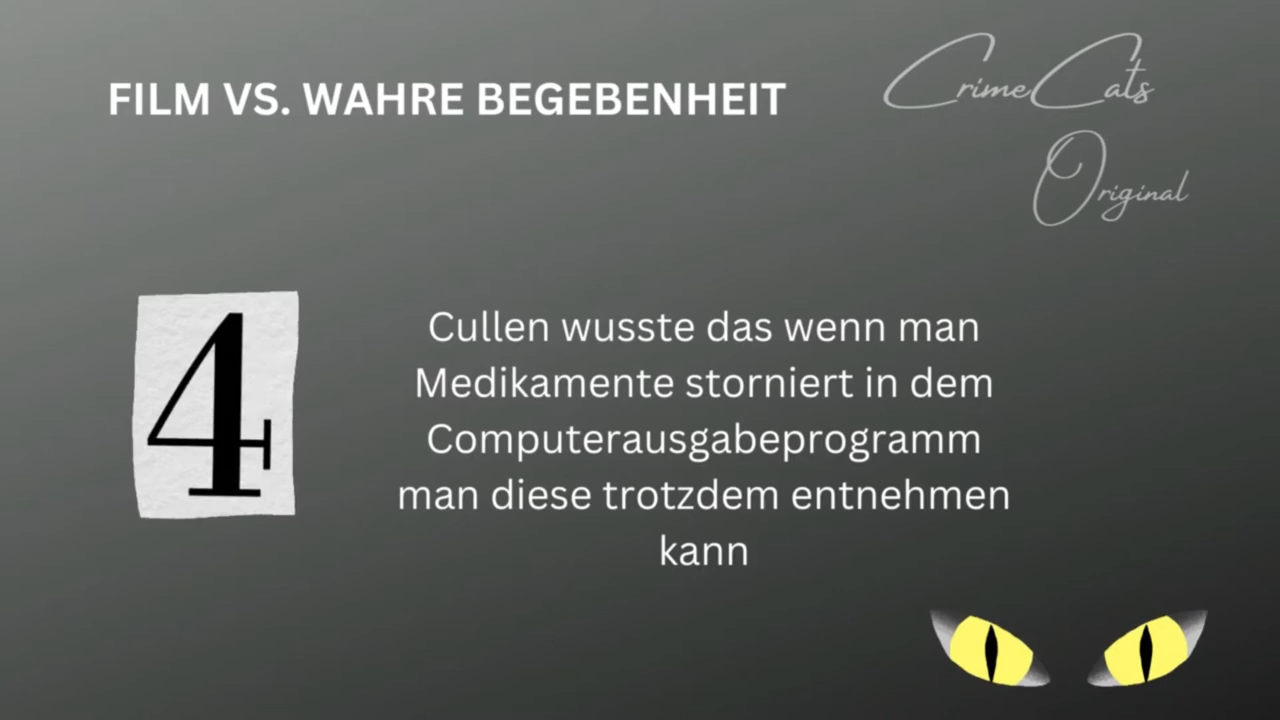 FILM VS. WAHRE BEGEBENHEIT
CrimeCats
Original
4
Cullen wusste das wenn man
Medikamente storniert in dem
Computerausgabeprogramm
man diese trotzdem entnehmen
kann